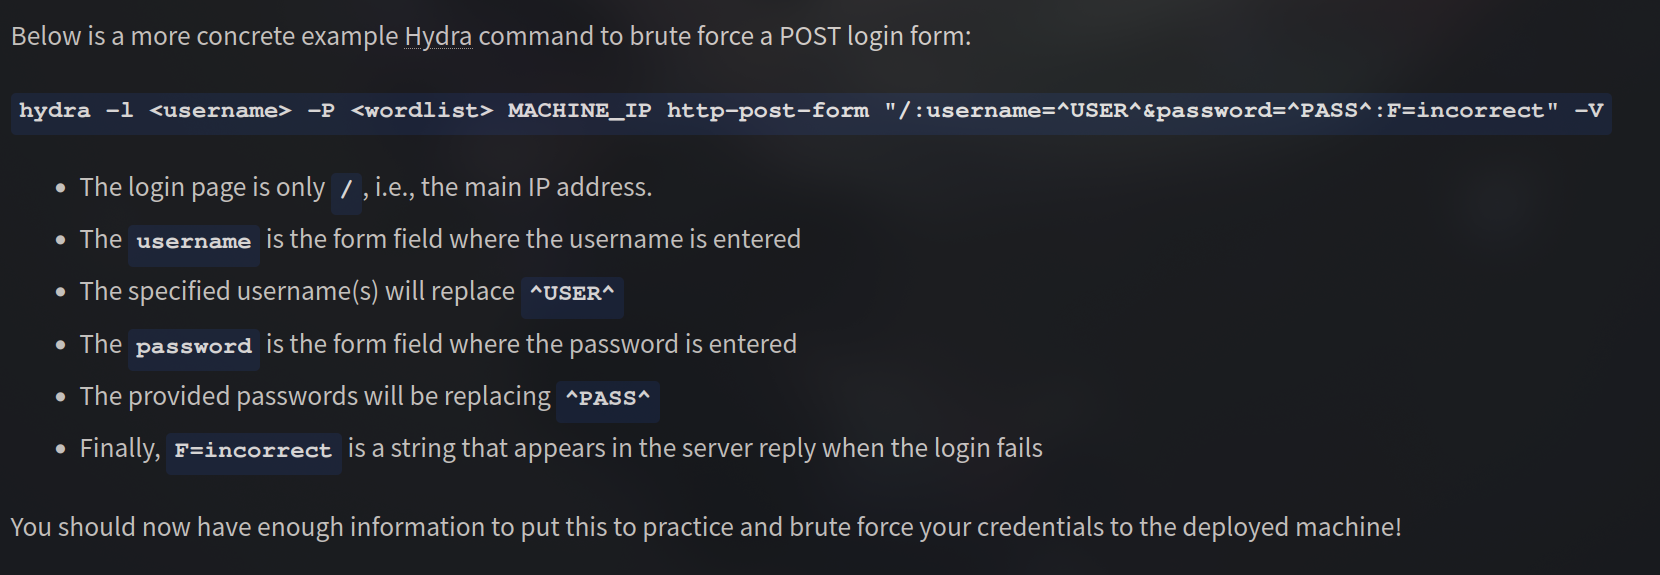 Below is a more concrete example Hydra command to brute force a POST login form:
hydra -l <username> -P <wordlist> MACHINE_IP http-post-form "/:username=^USER^&password=^PASS^:F=incorrect" -V
• The login page is only / , i.e., the main IP address.
• The username is the form field where the username is entered
• The specified username(s) will replace ^USER^
• The password is the form field where the password is entered
• The provided passwords will be replacing ^PASS^
• Finally, F=incorrect is a string that appears in the server reply when the login fails
You should now have enough information to put this to practice and brute force your credentials to the deployed machine!